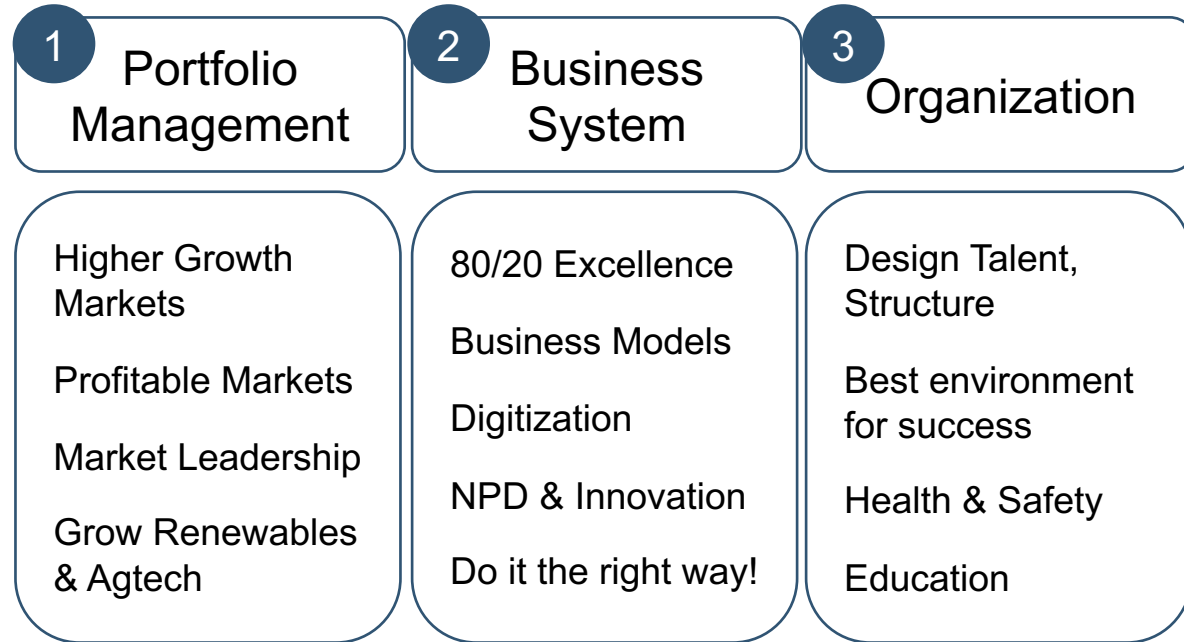 1
Portfolio
Management
Higher Growth
Markets
Profitable Markets
Market Leadership
Grow Renewables
& Agtech
2
Business
System
80/20 Excellence
Business Models
Digitization
NPD & Innovation
Do it the right way!
3
Organization
Design Talent,
Structure
Best environment
for success
Health & Safety
Education